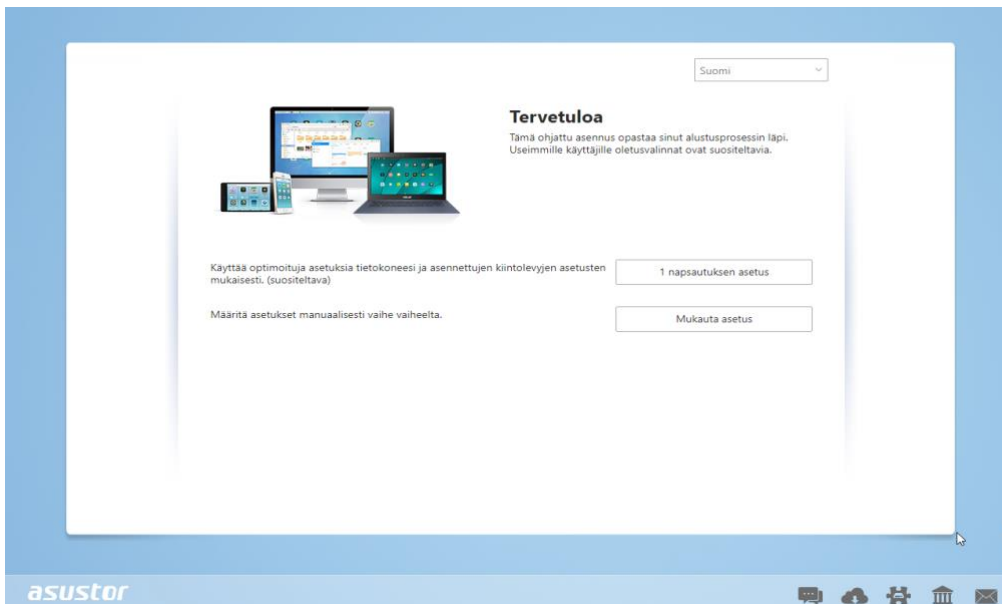 Suomi
Tervetuloa
Tämä ohjattu asennus opastaa sinut alustusprosessin läpi.
Useimmille käyttäjille oletusvalinnat ovat suositeltavia.
Käyttää optimoituja asetuksia tietokoneesi ja asennettujen kiintolevyjen asetusten
mukaisesti. (suositeltava)
1 napsautuksen asetus
Määritä asetukset manuaalisesti vaihe vaiheelta.
Mukauta asetus
asustor